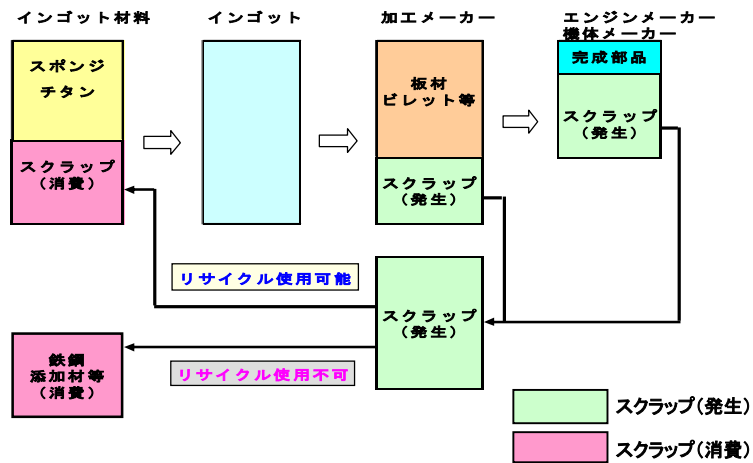 インゴット材料
インゴット
加工メーカー
エンジンメーカー
機体メーカー
スポンジ
チタン
スクラップ
(消費)
板材
ビレット等
スクラップ
(発生)
完成部品
スクラップ
(発生)
リサイクル使用可能
スクラップ
(発生)
鉄鋼
添加材等
(消費)
リサイクル使用不可
スクラップ(発生)
スクラップ(消費)